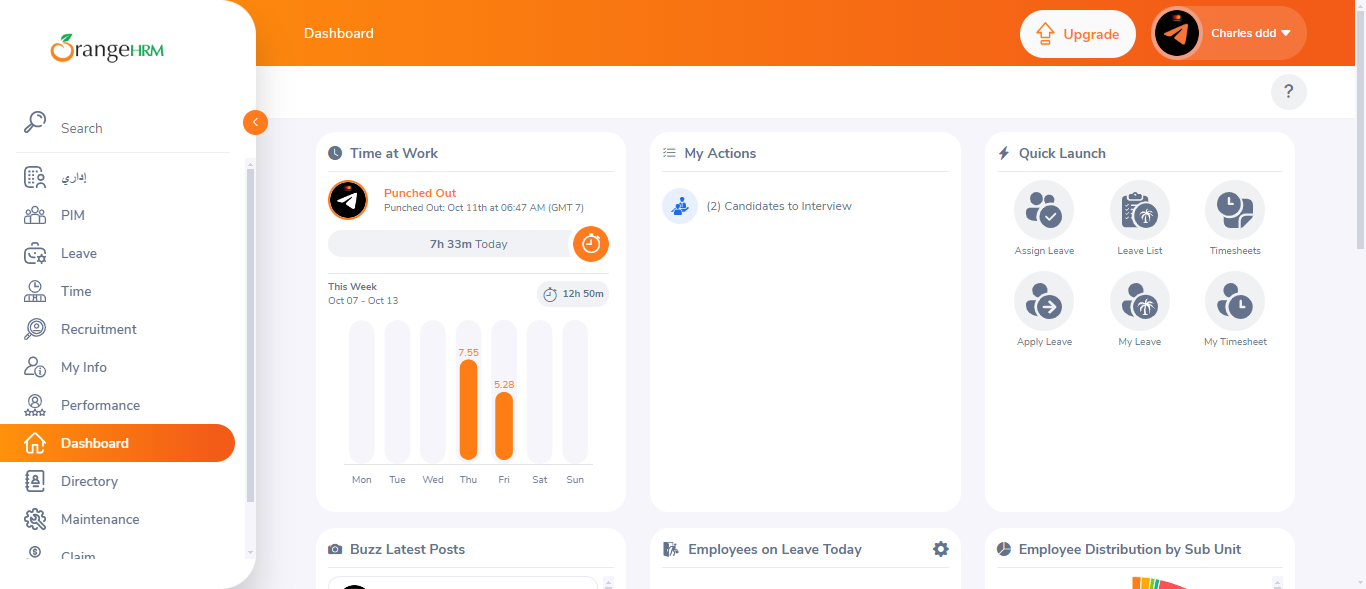 OrangeHRM
Search
إداري
PIM
Leave
Time
Recruitment
My Info
Performance
Dashboard
Directory
Maintenance
Claim
Dashboard
Upgrade
Charles ddd
?
Time at Work
Punched Out
Punched Out: Oct 11th at 06:47 AM (GMT 7)
7h 33m Today
This Week
Oct 07 - Oct 13
12h 50m
7.55
5.28
Mon Tue Wed Thu Fri Sat Sun
My Actions
(2) Candidates to Interview
Quick Launch
Assign Leave Leave List Timesheets
Apply Leave My Leave My Timesheet
Buzz Latest Posts
Employees on Leave Today
Employee Distribution by Sub Unit